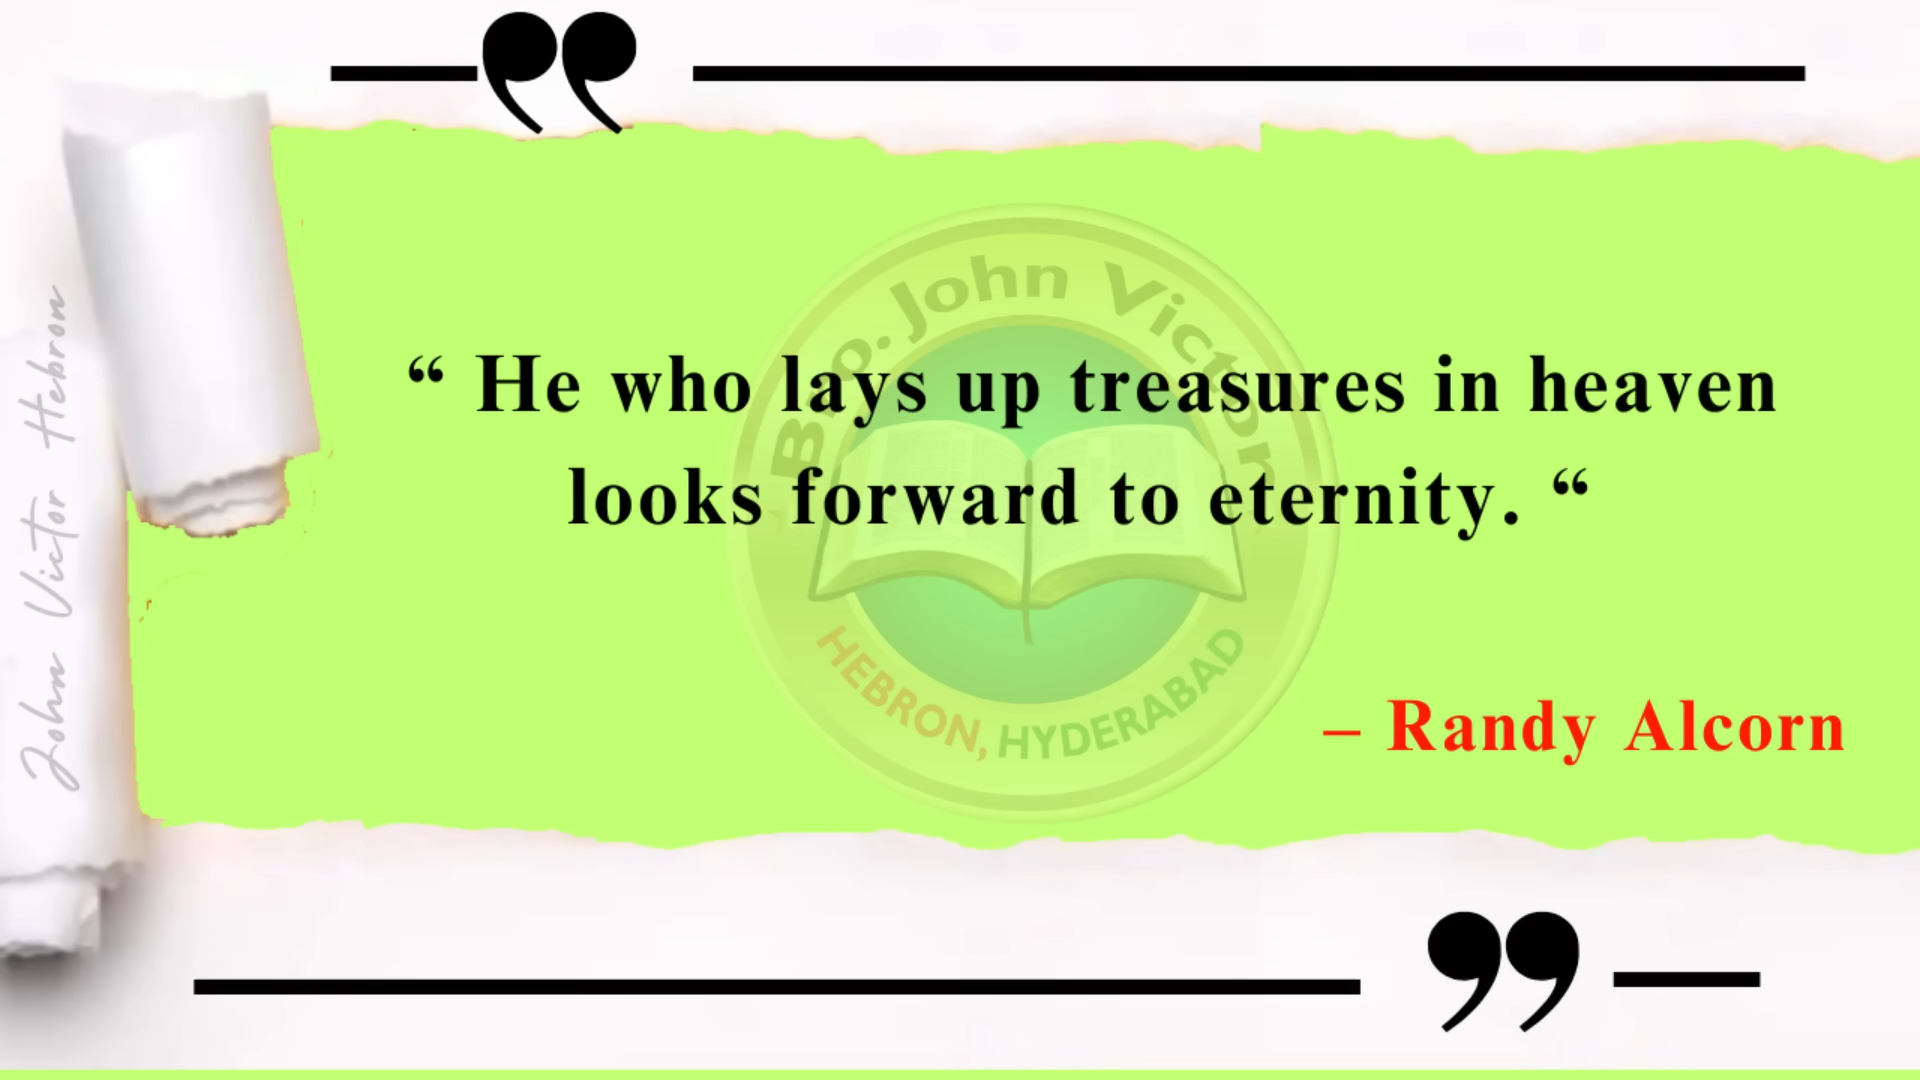 “ He who lays up treasures in heaven
looks forward to eternity. “
– Randy Alcorn
Bro. John Victor
HEBRON, HYDERABAD
John Victor Hebron